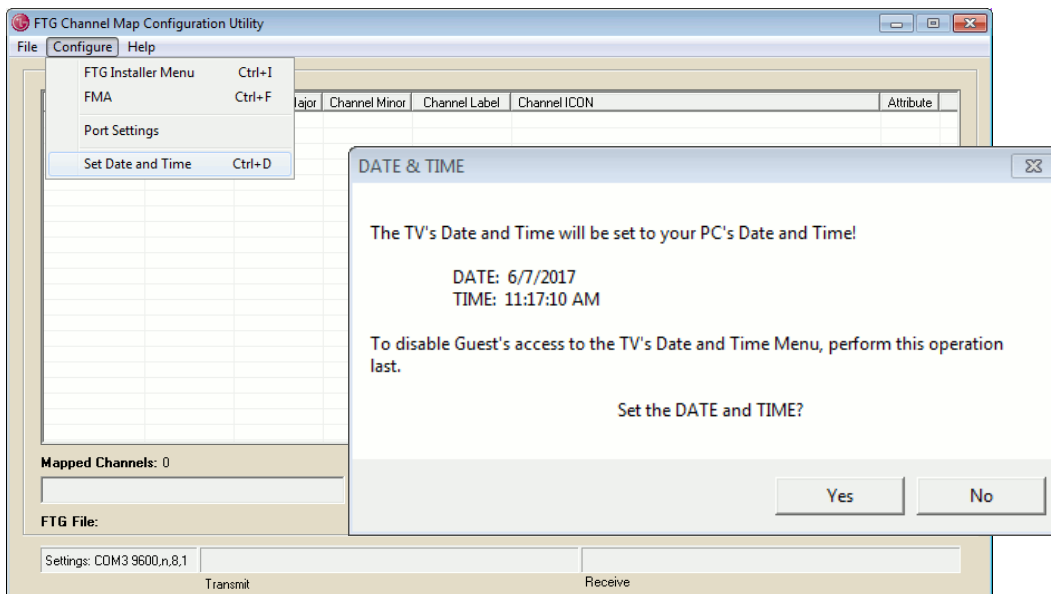 FTG Channel Map Configuration Utility
File Configure Help
FTG Installer Menu Ctrl+I
FMA Ctrl+F
Port Settings
Set Date and Time Ctrl+D
Channel Minor Channel Label Channel ICON Attribute
DATE & TIME
The TV's Date and Time will be set to your PC's Date and Time!
DATE: 6/7/2017
TIME: 11:17:10 AM
To disable Guest's access to the TV's Date and Time Menu, perform this operation
last.
Set the DATE and TIME?
Yes No
Mapped Channels: 0
FTG File:
Settings: COM3 9600,n,8,1
Transmit Receive